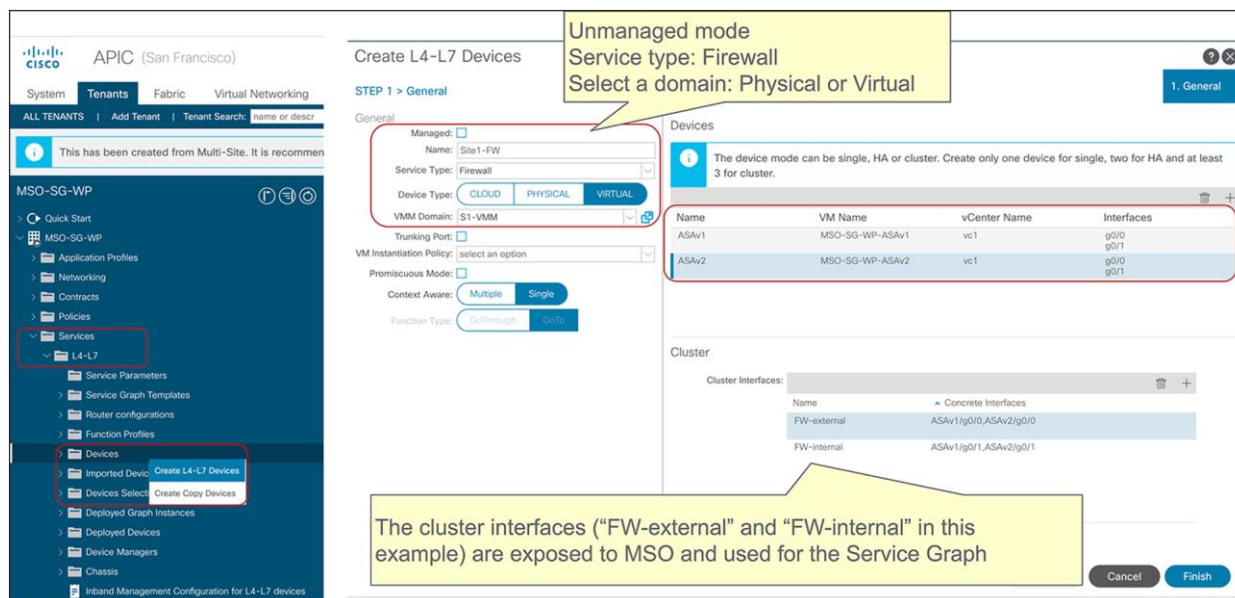 CISCO
APIC (San Francisco)
System Tenants Fabric Virtual Networking
ALL TENANTS | Add Tenant | Tenant Search: name or descr
This has been created from Multi-Site. It is recommen
MSO-SG-WP
Quick Start
MSO-SG-WP
Application Profiles
Networking
Contracts
Policies
Services
L4-L7
Service Parameters
Service Graph Templates
Router configurations
Function Profiles
Devices
Imported Devic
Create L4-L7 Devices
Devices Selecti
Create Copy Devices
Deployed Graph Instances
Deployed Devices
Device Managers
Chassis
Inband Management Configuration for L4-L7 devices
Create L4-L7 Devices
STEP 1 > General
1. General
Unmanaged mode
Service type: Firewall
Select a domain: Physical or Virtual
General
Managed:
Name: Site1-FW
Service Type: Firewall
Device Type: CLOUD PHYSICAL VIRTUAL
VMM Domain: S1-VMM
Trunking Port:
VM Instantiation Policy: select an option
Promiscuous Mode:
Context Aware: Multiple Single
Function Type: GoThrough GoTo
Devices
The device mode can be single, HA or cluster. Create only one device for single, two for HA and at least
3 for cluster.
Name VM Name vCenter Name Interfaces
ASAv1 MSO-SG-WP-ASAv1 vc1 g0/0
g0/1
ASAv2 MSO-SG-WP-ASAv2 vc1 g0/0
g0/1
Cluster
Cluster Interfaces:
Name Concrete Interfaces
FW-external ASAv1/g0/0,ASAv2/g0/0
FW-internal ASAv1/g0/1,ASAv2/g0/1
The cluster interfaces (“FW-external” and “FW-internal” in this
example) are exposed to MSO and used for the Service Graph
Cancel Finish